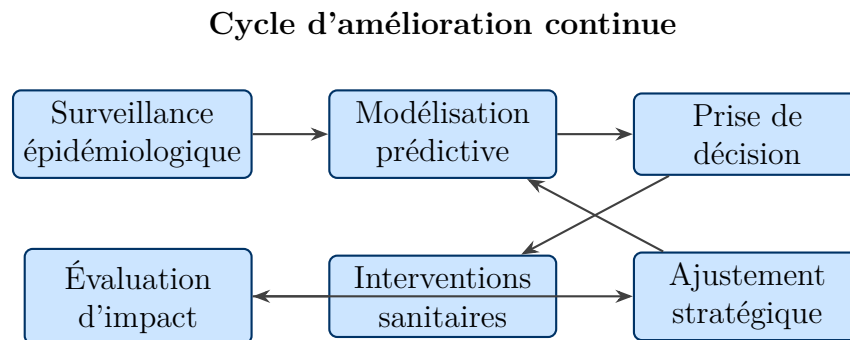 Cycle d'amélioration continue
Surveillance
épidémiologique
Modélisation
prédictive
Prise de
décision
Évaluation
d'impact
Interventions
sanitaires
Ajustement
stratégique